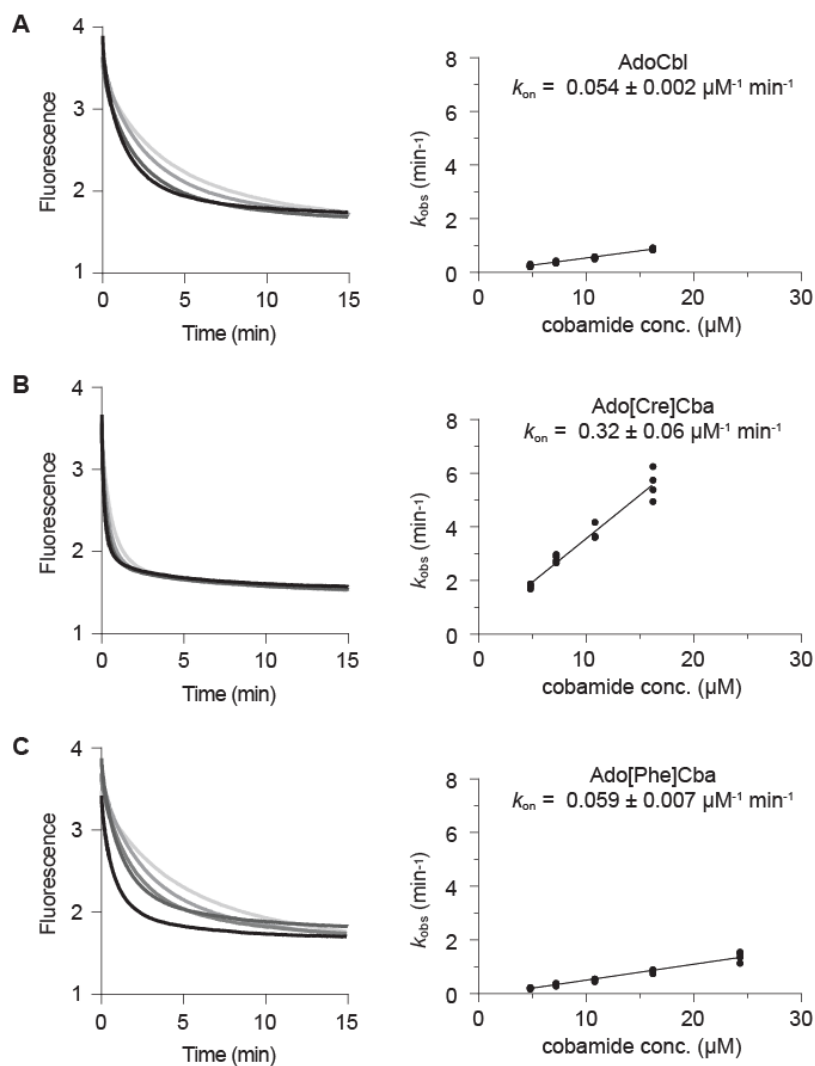 A
4
3
2
1
Fluorescence
0
5
10
15
Time (min)
8
6
4
2
0
kobs (min-1)
AdoCbl
kon = 0.054 ± 0.002 µM-1 min-1
0
10
20
30
cobamide conc. (µM)
B
4
3
2
1
Fluorescence
0
5
10
15
Time (min)
8
6
4
2
0
kobs (min-1)
Ado[Cre]Cba
kon = 0.32 ± 0.06 µM-1 min-1
0
10
20
30
cobamide conc. (µM)
C
4
3
2
1
Fluorescence
0
5
10
15
Time (min)
8
6
4
2
0
kobs (min-1)
Ado[Phe]Cba
kon = 0.059 ± 0.007 µM-1 min-1
0
10
20
30
cobamide conc. (µM)